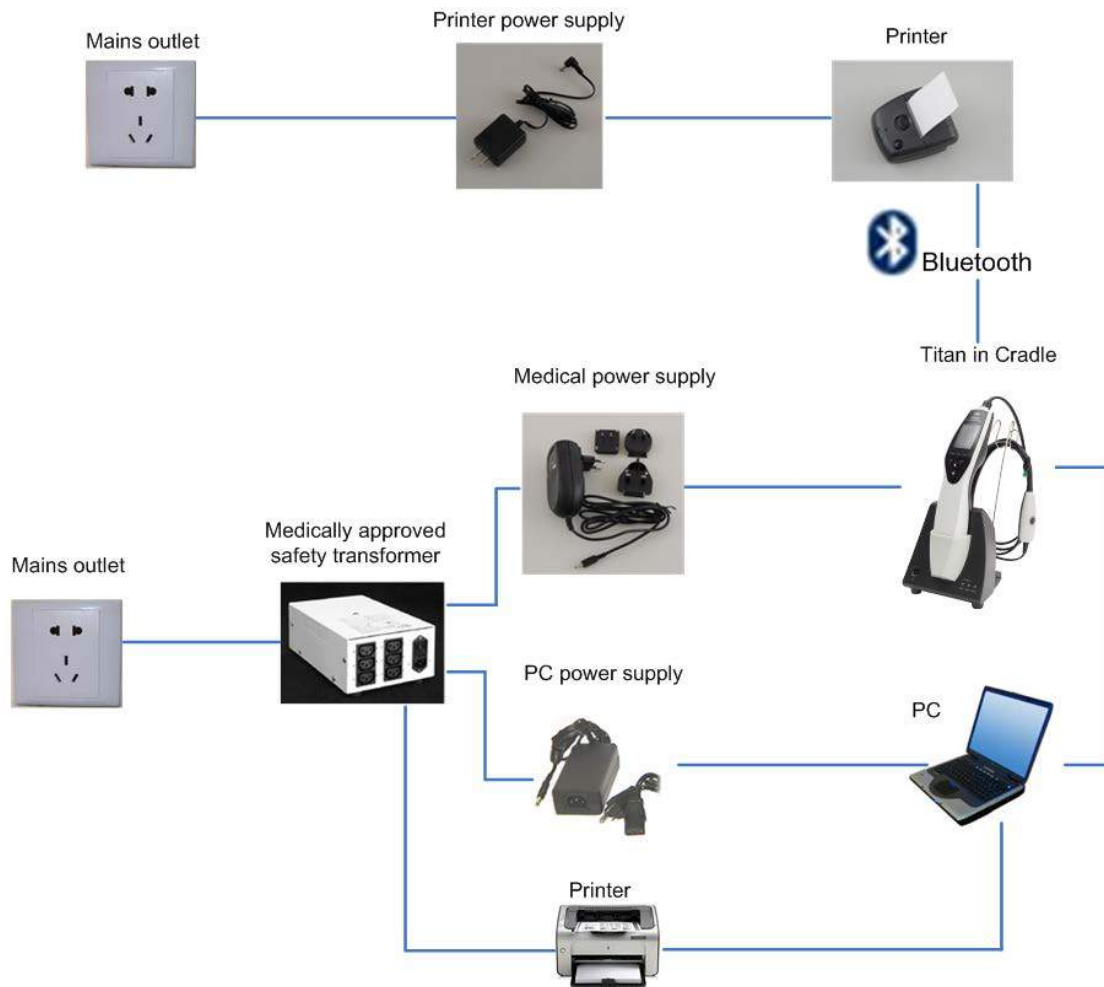 Printer power supply
Mains outlet
Printer
Bluetooth
Titan in Cradle
Medical power supply
Medically approved
safety transformer
Mains outlet
PC power supply
PC
Printer